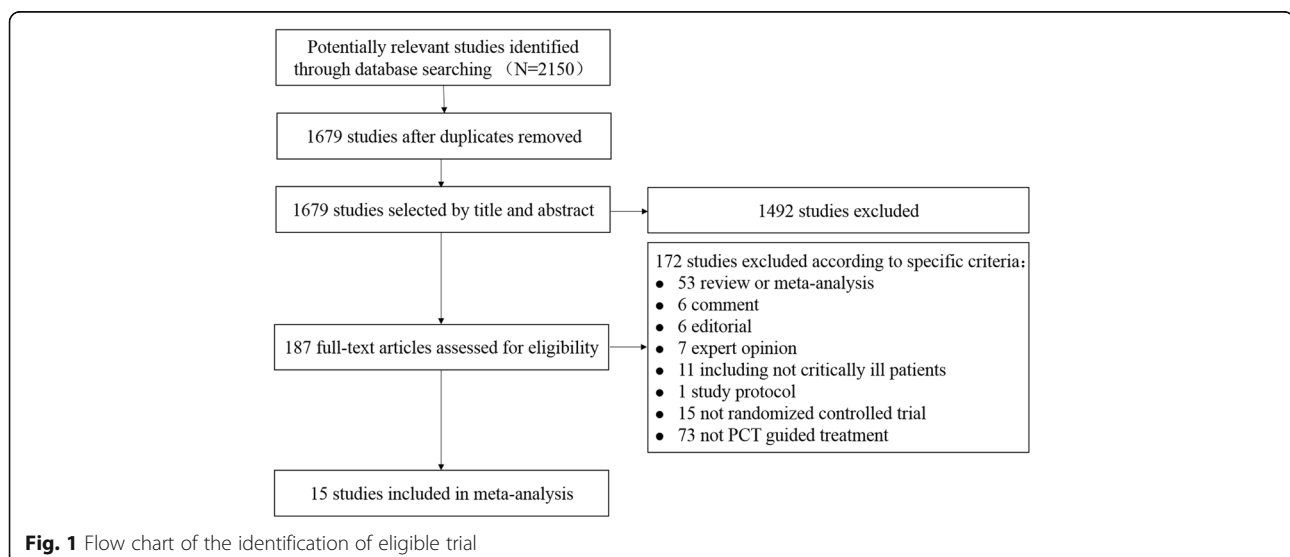 Potentially relevant studies identified
through database searching （N=2150）
1679 studies after duplicates removed
1679 studies selected by title and abstract
1492 studies excluded
172 studies excluded according to specific criteria：
● 53 review or meta-analysis
● 6 comment
● 6 editorial
● 7 expert opinion
● 11 including not critically ill patients
● 1 study protocol
● 15 not randomized controlled trial
● 73 not PCT guided treatment
187 full-text articles assessed for eligibility
15 studies included in meta-analysis
Fig. 1 Flow chart of the identification of eligible trial